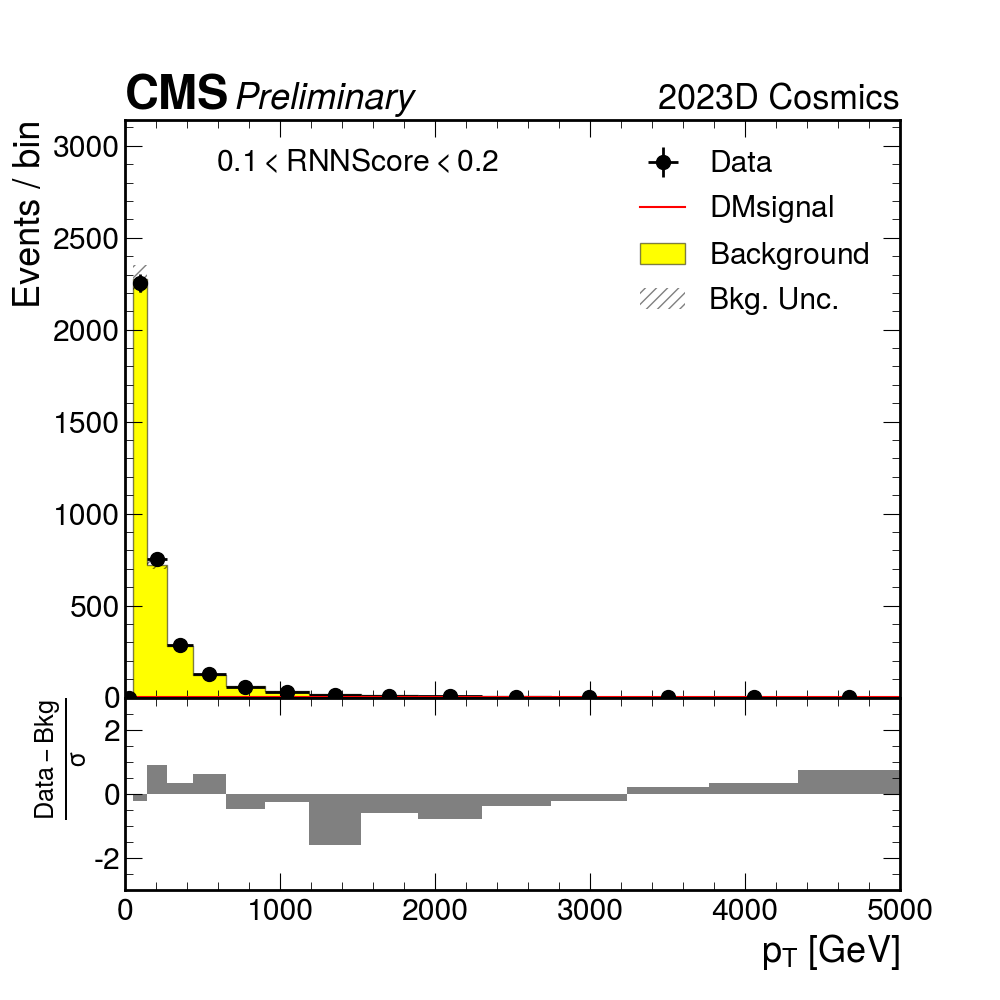 CMS Preliminary 2023D Cosmics
Events / bin
0.1 < RNNScore < 0.2
Data
DMsignal
Background
Bkg. Unc.
3000
2500
2000
1500
1000
500
0
Data − Bkg
σ
2
0
-2
0 1000 2000 3000 4000 5000
pT [GeV]